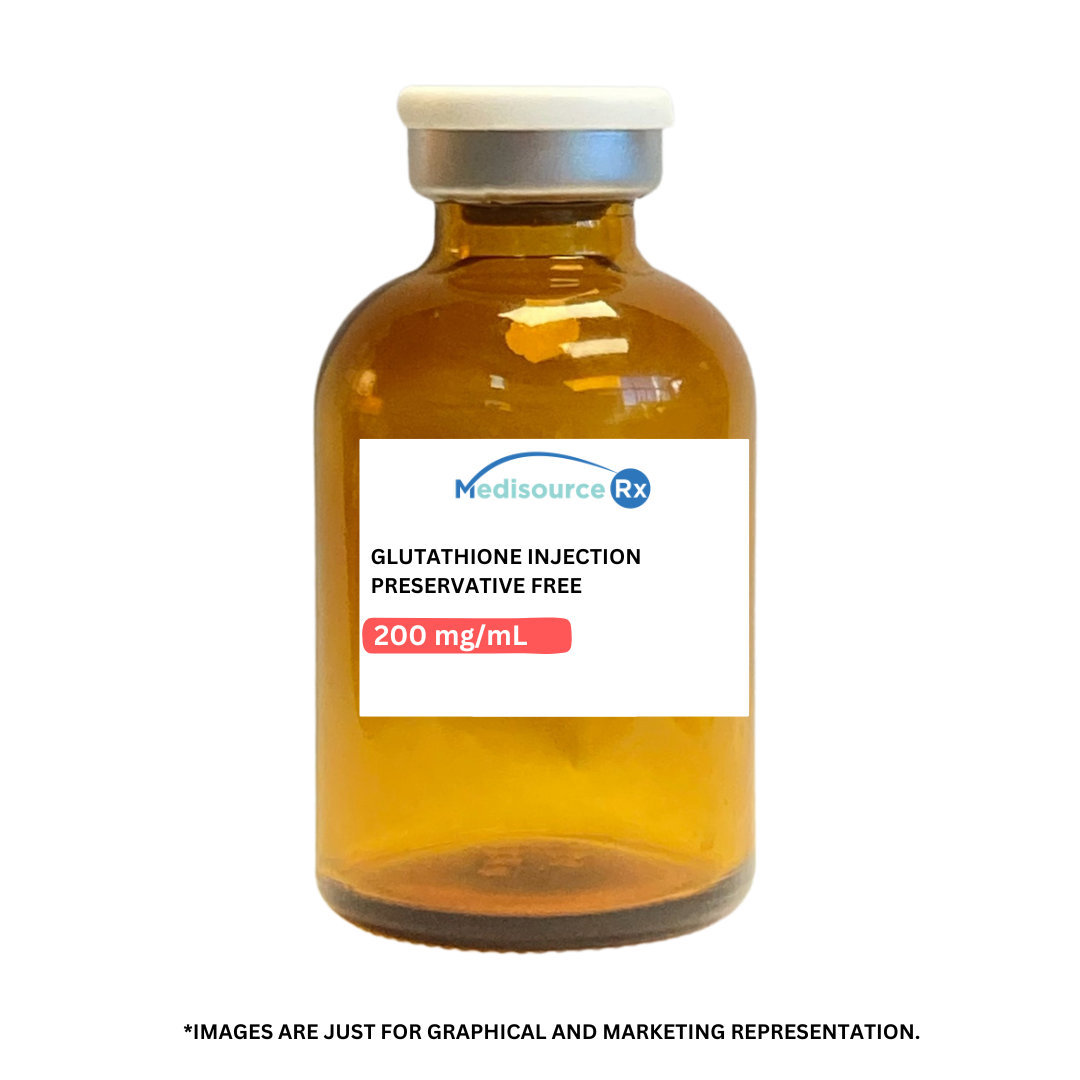 Medisource Rx
GLUTATHIONE INJECTION
PRESERVATIVE FREE
200 mg/mL
*IMAGES ARE JUST FOR GRAPHICAL AND MARKETING REPRESENTATION.